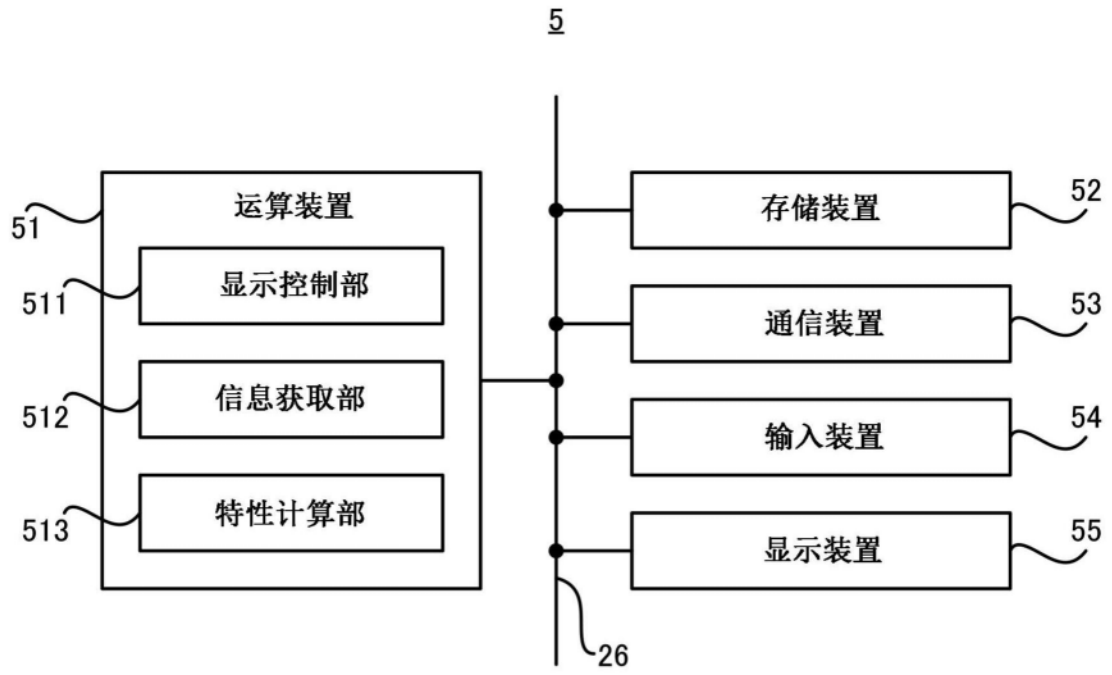 5
51
运算装置
511
显示控制部
512
信息获取部
513
特性计算部
存储装置
52
通信装置
53
输入装置
54
显示装置
55
26